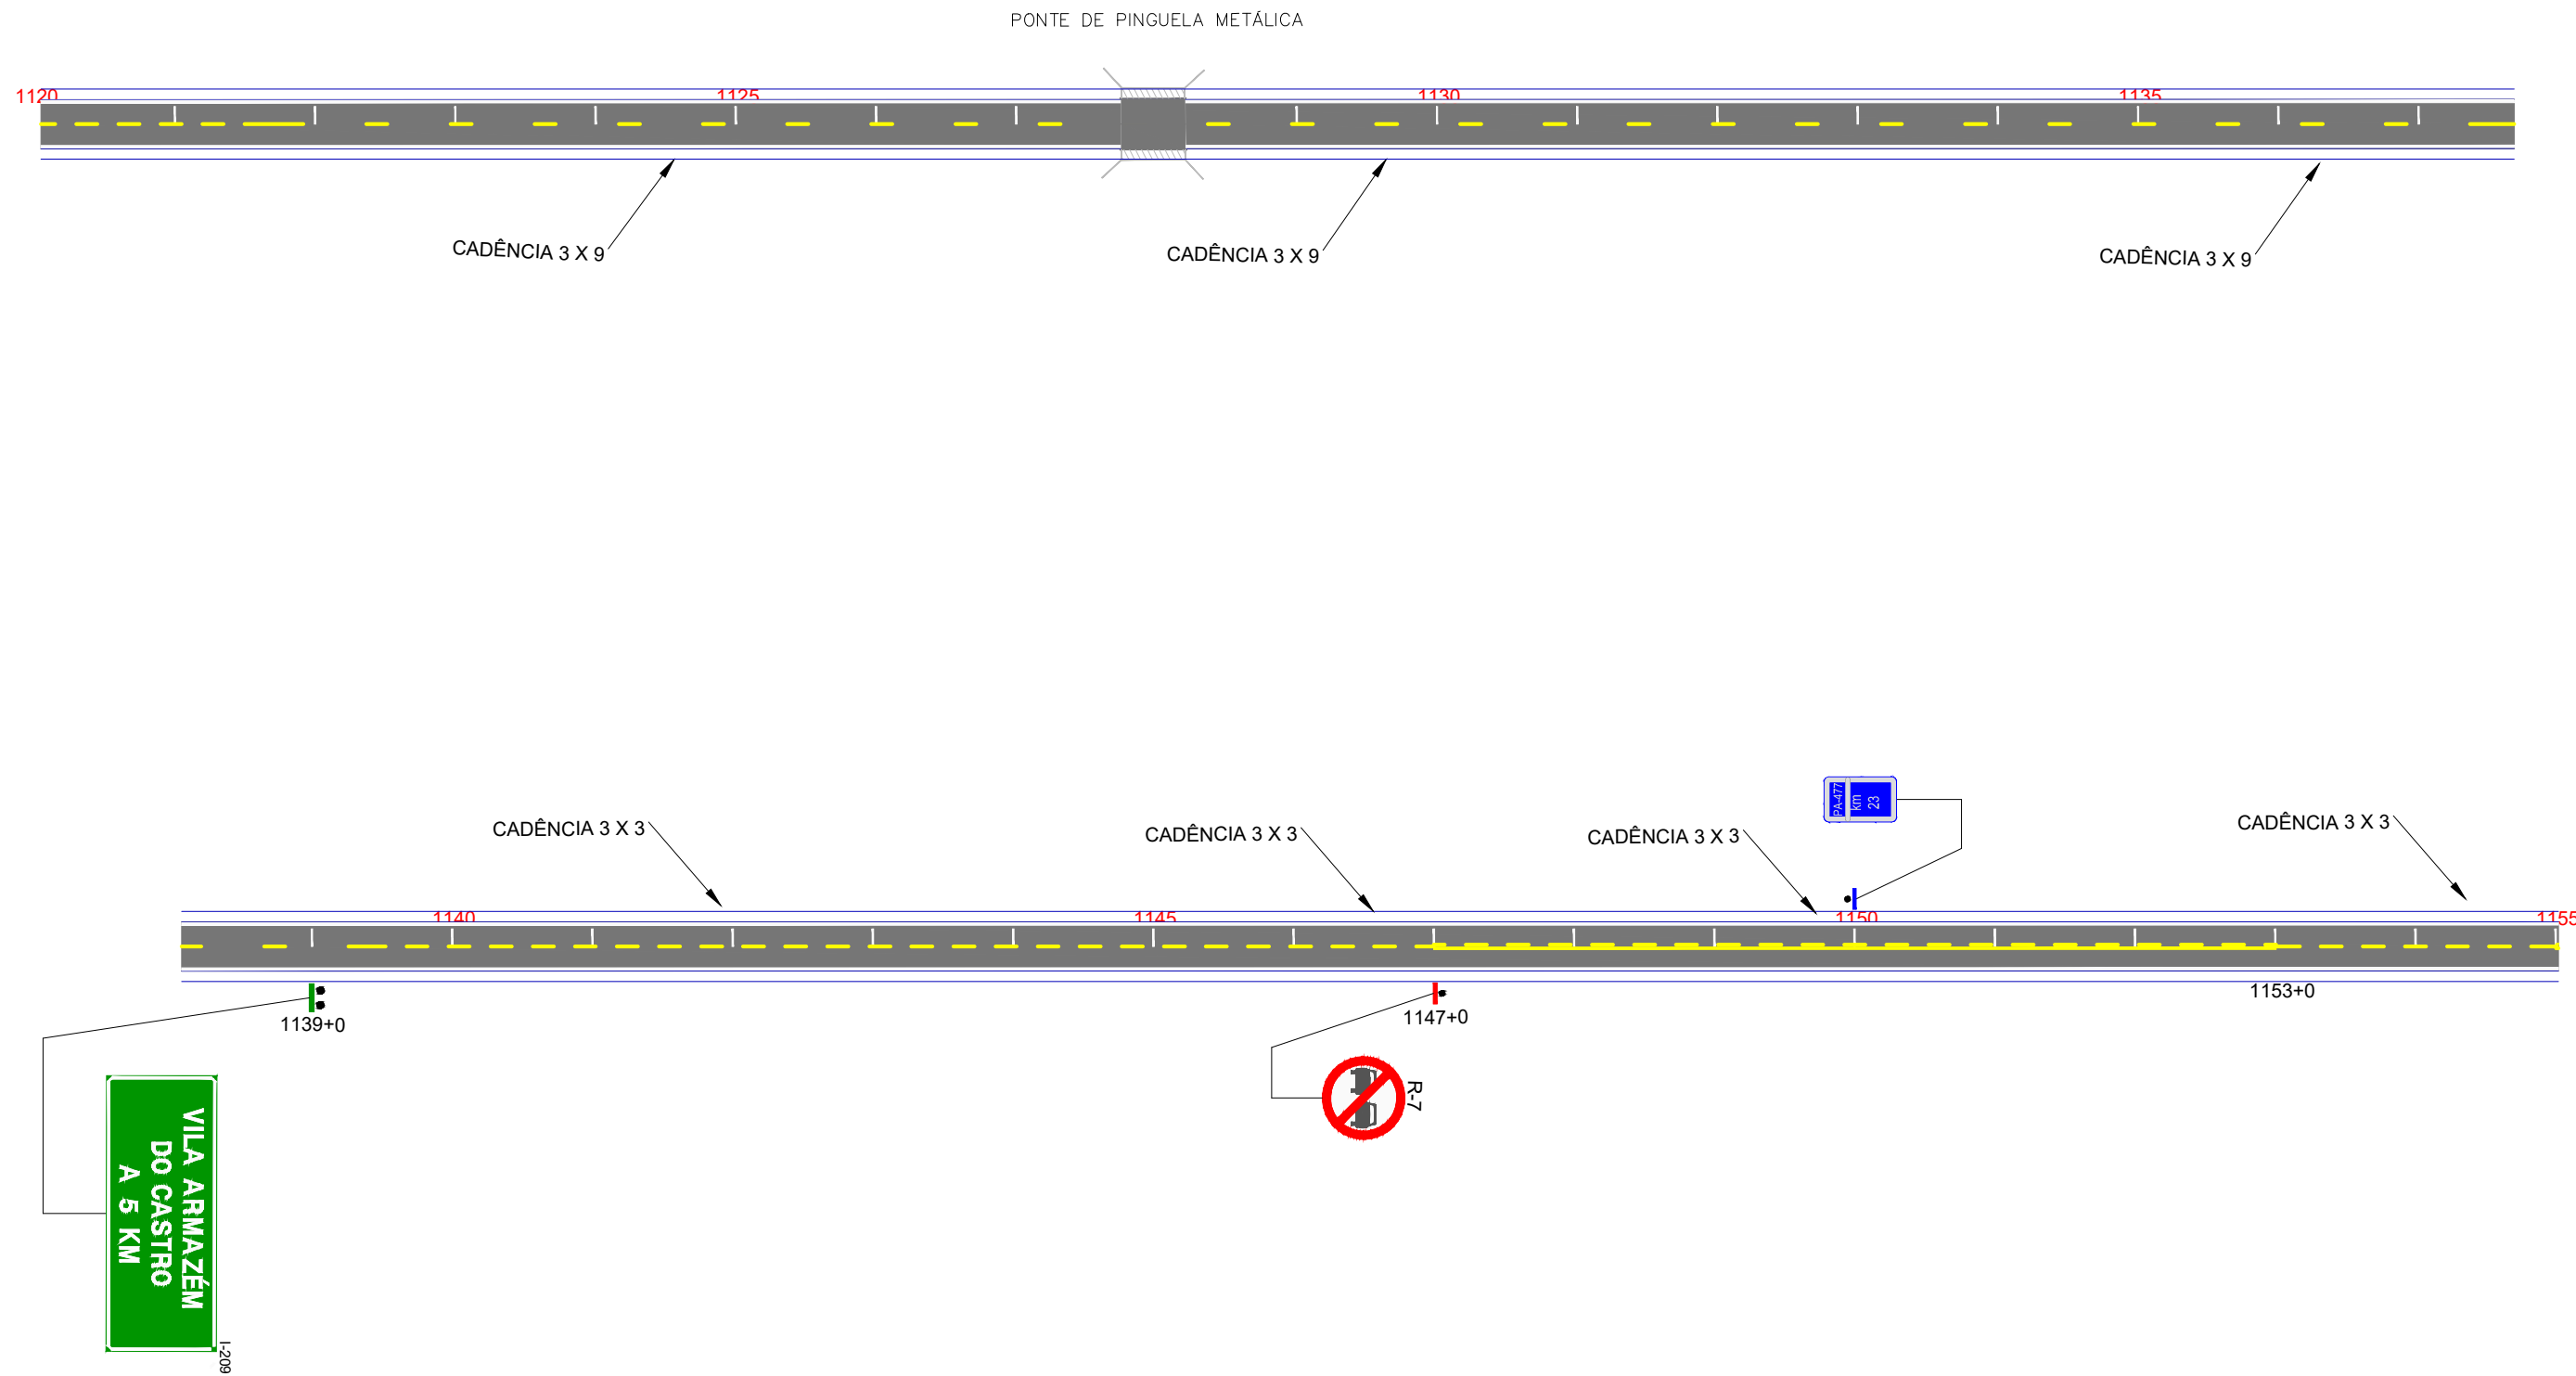 PONTE DE PINGUELA METÁLICA
1120
1125
1130
1135
CADÊNCIA 3 X 9
CADÊNCIA 3 X 9
CADÊNCIA 3 X 9
PA-477
km
23
CADÊNCIA 3 X 3
CADÊNCIA 3 X 3
CADÊNCIA 3 X 3
CADÊNCIA 3 X 3
1140
1145
1150
1155
1139+0
1147+0
1153+0
R-7
VILA ARMAZÉM
DO CASTRO
A 5 KM
I-209